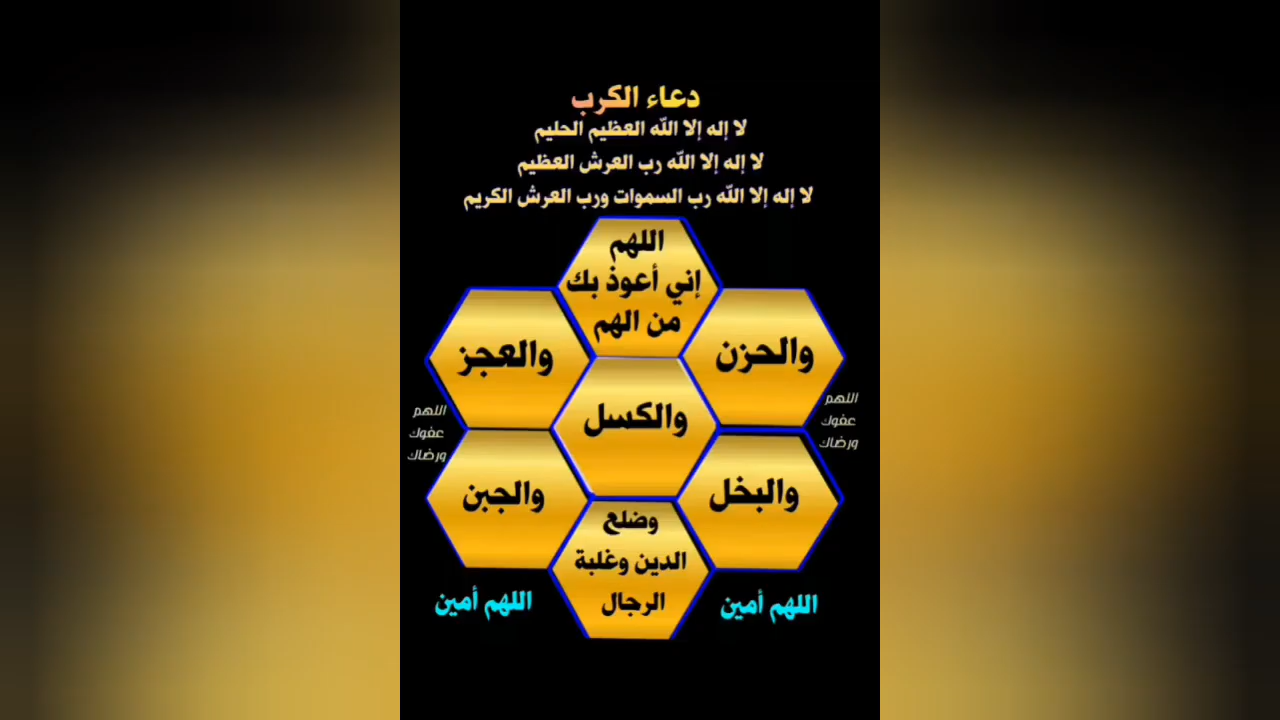 دعاء الكرب
لا إله إلا الله العظيم الحليم
لا إله إلا الله رب العرش العظيم
لا إله إلا الله رب السموات ورب العرش الكريم
اللهم
إني أعوذ بك
من الهم
والحزن
والعجز
والكسل
والبخل
والجبن
وضلع
الدين وغلبة
الرجال
اللهم
عفوك
ورضاك
اللهم
عفوك
ورضاك
اللهم أمين
اللهم أمين